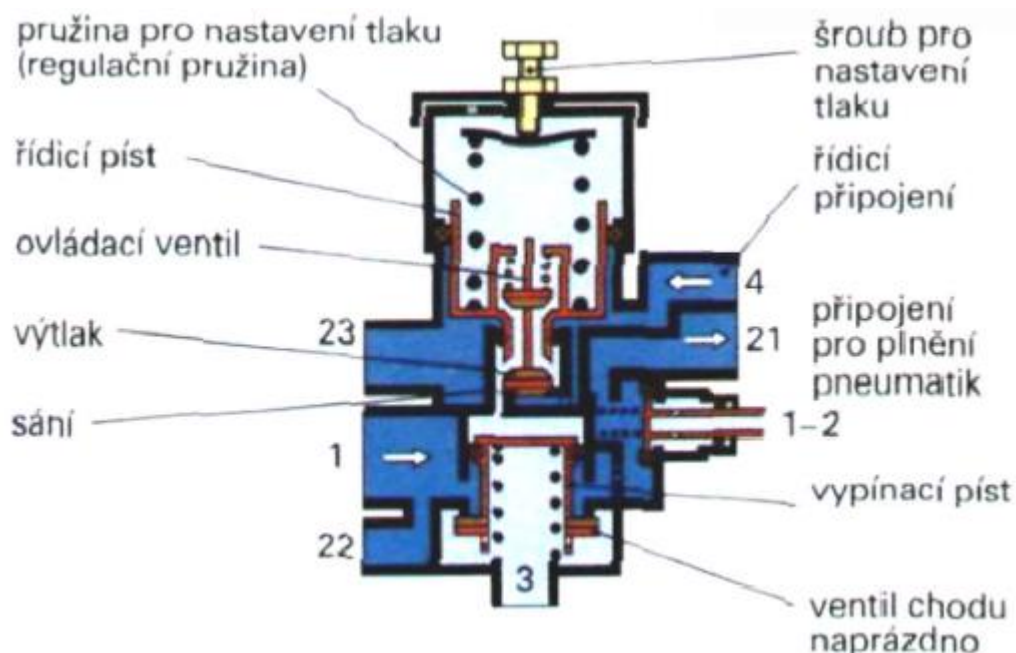 pružina pro nastavení tlaku
(regulační pružina)
řídicí píst
ovládací ventil
23
výtlak
sání
1
22
3
šroub pro
nastavení
tlaku
řídicí
připojení
4
21
připojení
pro plnění
pneumatik
1–2
vypínací píst
ventil chodu
naprázdno